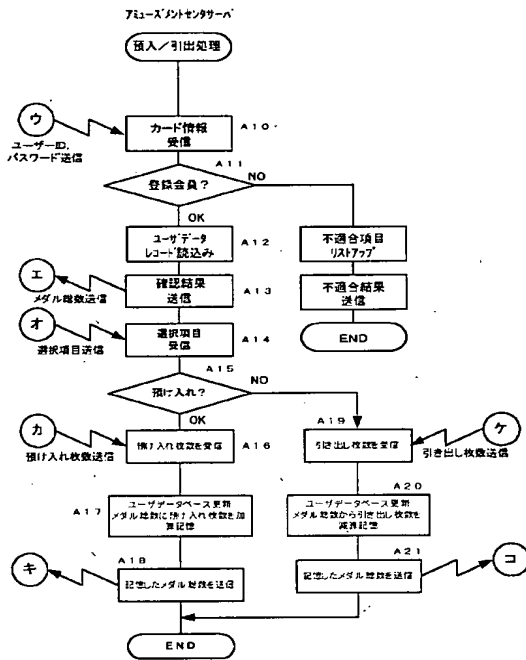 アミューズメントセンタサーバ
預入／引出処理
ウ
ユーザーID,
パスワード送信
カード情報
受信
A10
A11
登録会員?
NO
OK
ユーザデータ
レコード読込み
A12
不適合項目
リストアップ
エ
メダル総数送信
確認結果
送信
A13
不適合結果
送信
オ
選択項目送信
選択項目
受信
A14
END
A15
預け入れ?
NO
OK
カ
預け入れ枚数送信
預け入れ枚数を受信
A16
A19
引き出し枚数を受信
ケ
引き出し枚数送信
A17
ユーザデータベース更新
メダル総数に預け入れ枚数を加
算記憶
A20
ユーザデータベース更新
メダル総数から引き出し枚数を
減算記憶
A18
キ
記憶したメダル総数を送信
A21
記憶したメダル総数を送信
コ
END